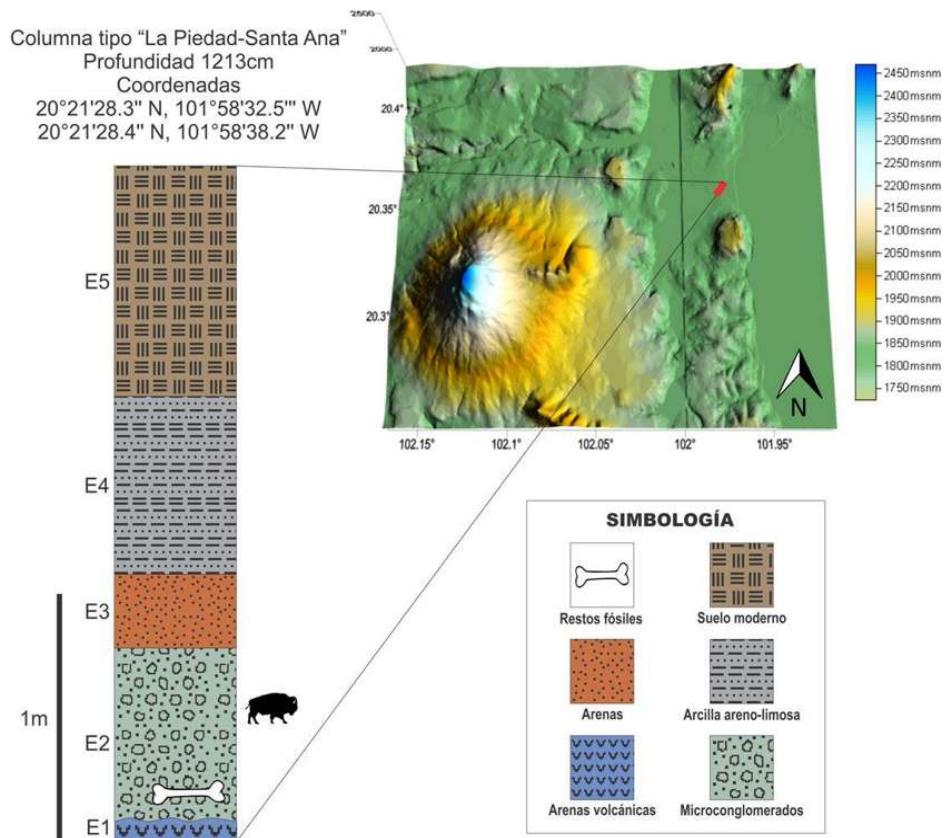 Columna tipo “La Piedad-Santa Ana”
Profundidad 1213cm
Coordenadas
20°21'28.3" N, 101°58'32.5'" W
20°21'28.4" N, 101°58'38.2" W
E5
E4
E3
E2
E1
1m
2000
20.4°
20.35°
20.3°
102.15°
102.1°
102.05°
102°
101.95°
N
2450msnm
2400msnm
2350msnm
2300msnm
2250msnm
2200msnm
2150msnm
2100msnm
2050msnm
2000msnm
1950msnm
1900msnm
1850msnm
1800msnm
1750msnm
SIMBOLOGÍA
Restos fósiles
Suelo moderno
Arenas
Arcilla areno-limosa
Arenas volcánicas
Microconglomerados